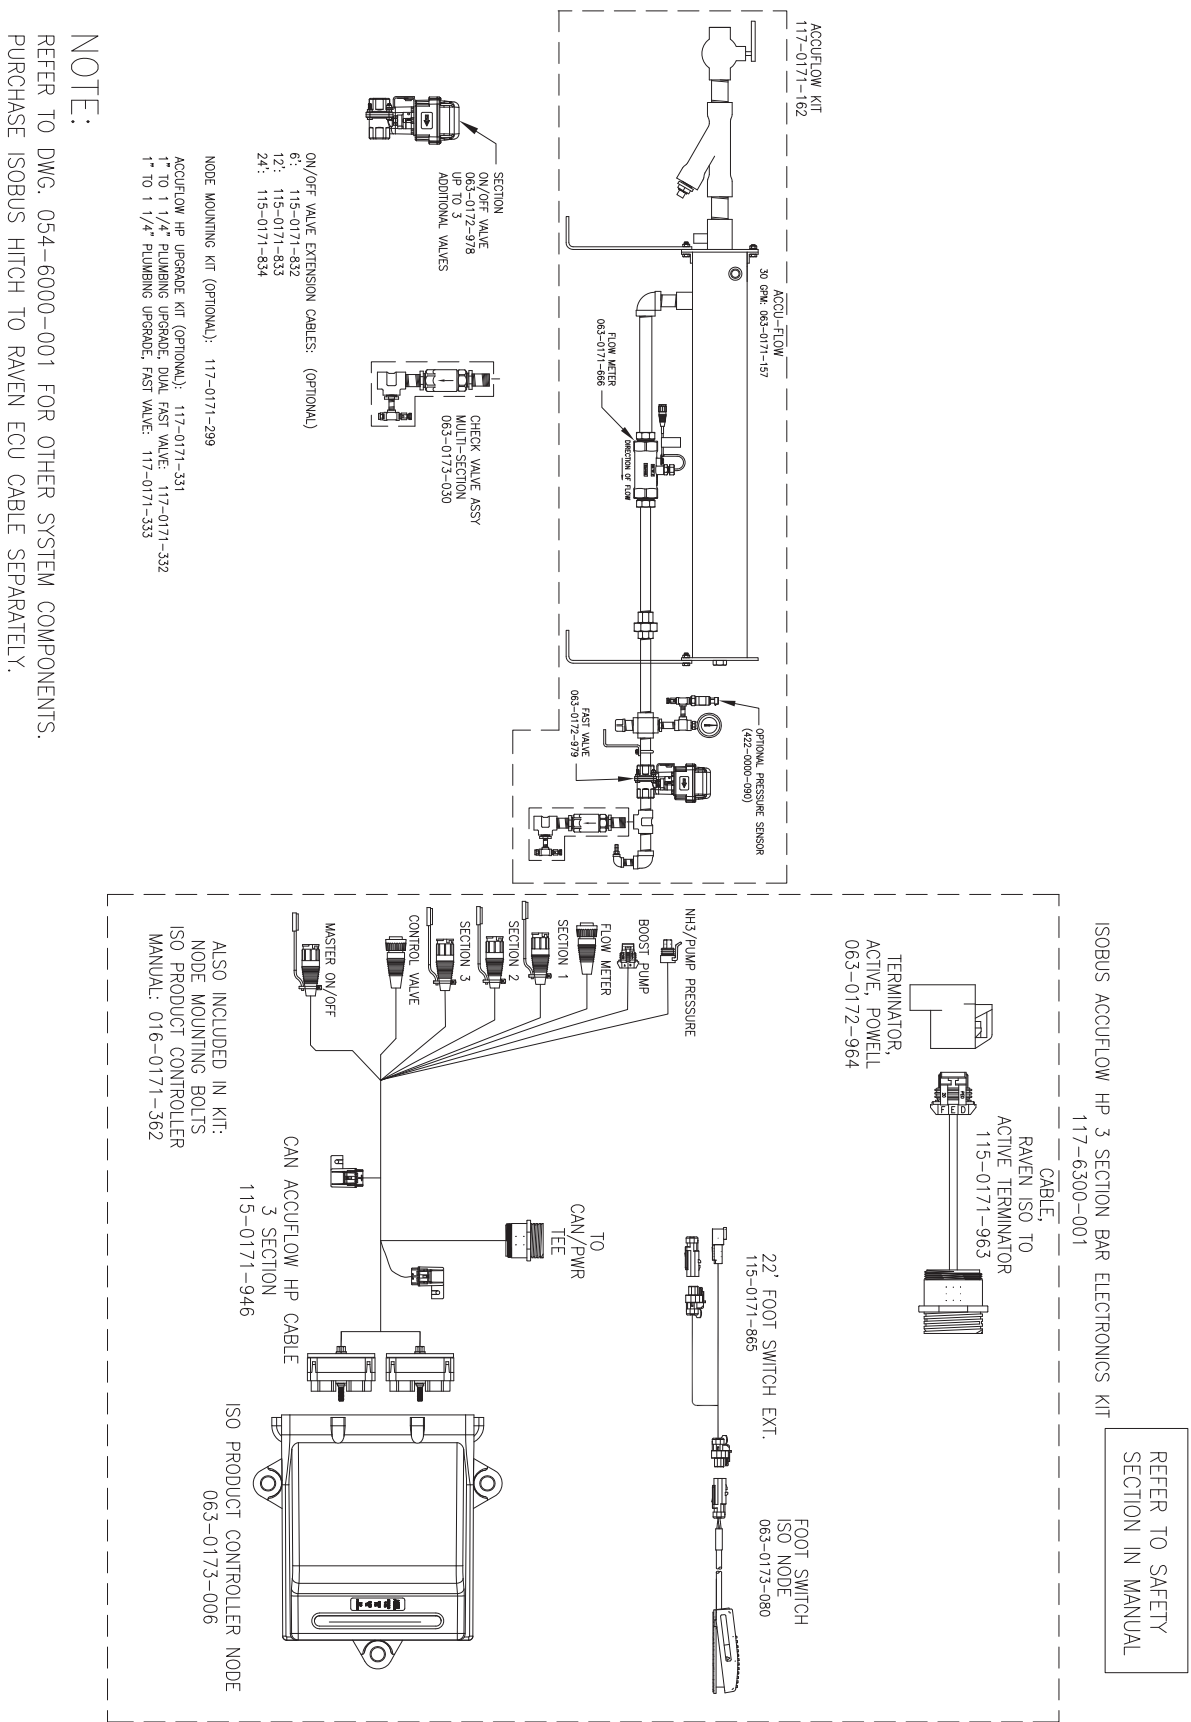 REFER TO SAFETY
SECTION IN MANUAL
ISOBUS ACCUFLOW HP 3 SECTION BAR ELECTRONICS KIT
117-6300-001
ACCUFLOW KIT
117-0171-162
ACCU-FLOW
30 GPM: 063-0171-157
FLOW METER
063-0171-666
DIRECTION OF FLOW
OPTIONAL PRESSURE SENSOR
(422-0000-090)
FAST VALVE
063-0172-979
SECTION
ON/OFF VALVE
063-0172-978
UP TO 3
ADDITIONAL VALVES
CHECK VALVE ASSY
MULTI-SECTION
063-0173-030
ON/OFF VALVE EXTENSION CABLES: (OPTIONAL)
6': 115-0171-832
12': 115-0171-833
24': 115-0171-834
NODE MOUNTING KIT (OPTIONAL): 117-0171-299
ACCUFLOW HP UPGRADE KIT (OPTIONAL): 117-0171-331
1" TO 1 1/4" PLUMBING UPGRADE, DUAL FAST VALVE: 117-0171-332
1" TO 1 1/4" PLUMBING UPGRADE, FAST VALVE: 117-0171-333
NOTE:
REFER TO DWG. 054-6000-001 FOR OTHER SYSTEM COMPONENTS.
PURCHASE ISOBUS HITCH TO RAVEN ECU CABLE SEPARATELY.
TERMINATOR,
ACTIVE, POWELL
063-0172-964
F E D
CABLE,
RAVEN ISO TO
ACTIVE TERMINATOR
115-0171-963
22' FOOT SWITCH EXT.
115-0171-865
FOOT SWITCH
ISO NODE
063-0173-080
NH3/PUMP PRESSURE
BOOST PUMP
FLOW METER
SECTION 1
SECTION 2
SECTION 3
CONTROL VALVE
MASTER ON/OFF
TO
CAN/PWR
TEE
CAN ACCUFLOW HP CABLE
3 SECTION
115-0171-946
ISO PRODUCT CONTROLLER NODE
063-0173-006
ALSO INCLUDED IN KIT:
NODE MOUNTING BOLTS
ISO PRODUCT CONTROLLER
MANUAL: 016-0171-362